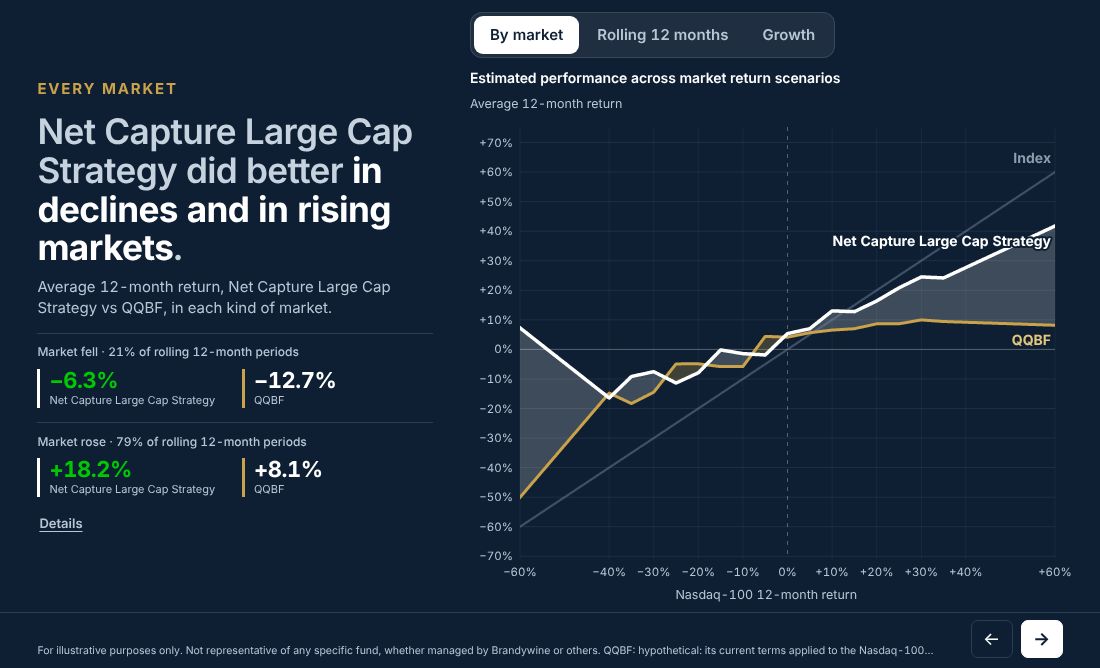 By market
Rolling 12 months
Growth
EVERY MARKET
Net Capture Large Cap
Strategy did better in
declines and in rising
markets.
Average 12-month return, Net Capture Large Cap
Strategy vs QQBF, in each kind of market.
Market fell · 21% of rolling 12-month periods
−6.3%
Net Capture Large Cap Strategy
−12.7%
QQBF
Market rose · 79% of rolling 12-month periods
+18.2%
Net Capture Large Cap Strategy
+8.1%
QQBF
Details
Estimated performance across market return scenarios
Average 12-month return
+70%
+60%
+50%
+40%
+30%
+20%
+10%
0%
−10%
−20%
−30%
−40%
−50%
−60%
−70%
Index
Net Capture Large Cap Strategy
QQBF
−60%
−40%
−30%
−20%
−10%
0%
+10%
+20%
+30%
+40%
+60%
Nasdaq-100 12-month return
For illustrative purposes only. Not representative of any specific fund, whether managed by Brandywine or others. QQBF: hypothetical: its current terms applied to the Nasdaq-100...
← →